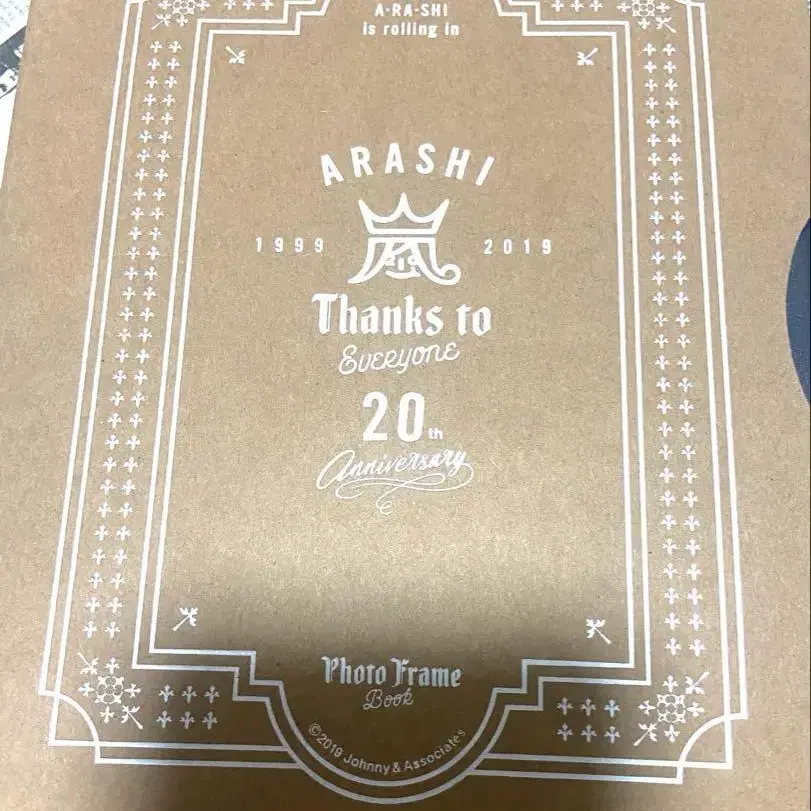 A·RA·SHI
is rolling in
ARASHI
1999 嵐 2019
Thanks to
Everyone
20th
Anniversary
Photo Frame
Book
©2019 Johnny & Associates